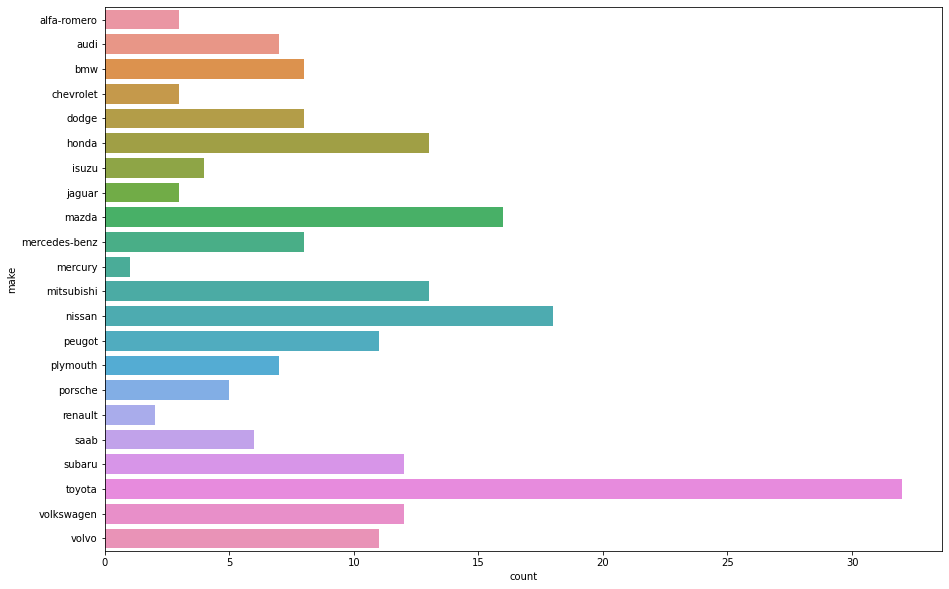 alfa-romero
audi
bmw
chevrolet
dodge
honda
isuzu
jaguar
mazda
mercedes-benz
mercury
mitsubishi
nissan
peugot
plymouth
porsche
renault
saab
subaru
toyota
volkswagen
volvo
make
0 5 10 15 20 25 30
count